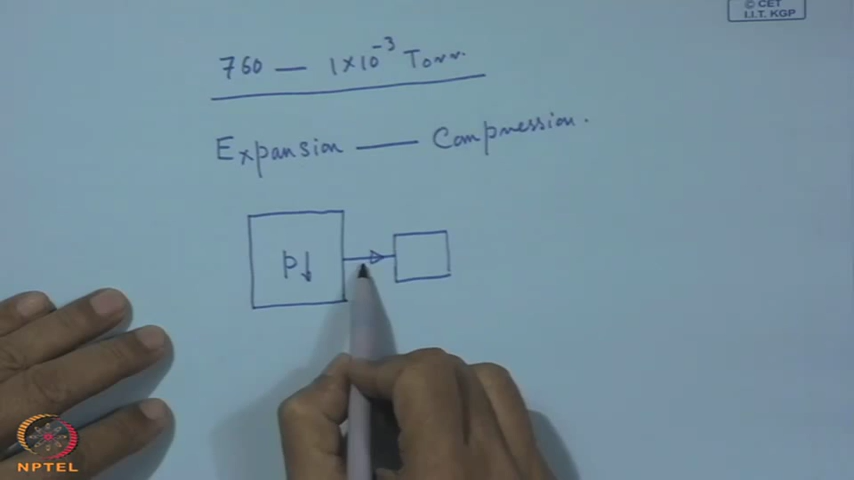 © CET
I.I.T. KGP
760 — 1×10⁻³ Torr.
Expansion — Compression.
p↓
NPTEL